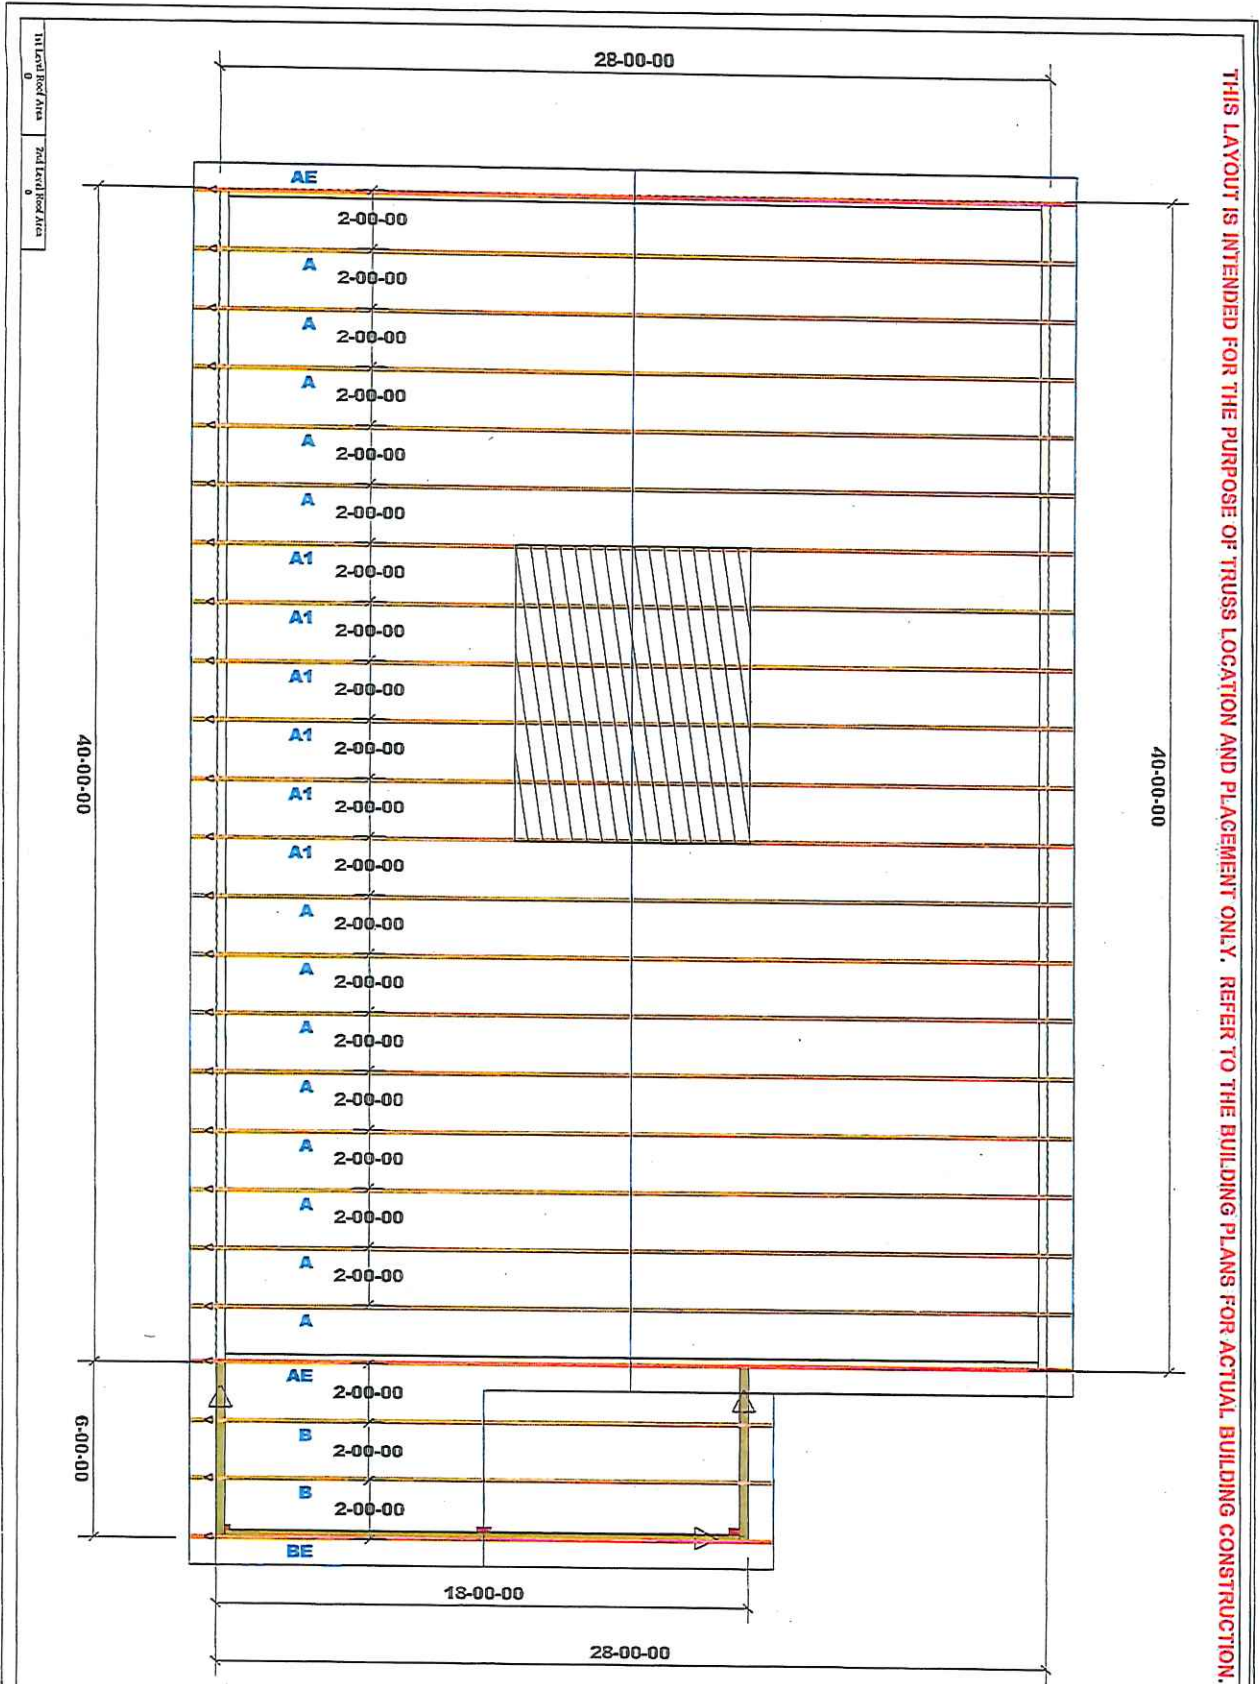 28-00-00
THIS LAYOUT IS INTENDED FOR THE PURPOSE OF TRUSS LOCATION AND PLACEMENT ONLY. REFER TO THE BUILDING PLANS FOR ACTUAL BUILDING CONSTRUCTION.
1st Level Roof Area
0
2nd Level Roof Area
0
AE
2-00-00
A
2-00-00
A
2-00-00
A
2-00-00
A
2-00-00
A
2-00-00
A1
2-00-00
A1
2-00-00
A1
2-00-00
A1
2-00-00
A1
2-00-00
A1
2-00-00
A
2-00-00
A
2-00-00
A
2-00-00
A
2-00-00
A
2-00-00
A
2-00-00
A
2-00-00
A
40-00-00
40-00-00
AE
2-00-00
B
2-00-00
B
2-00-00
BE
6-00-00
18-00-00
28-00-00